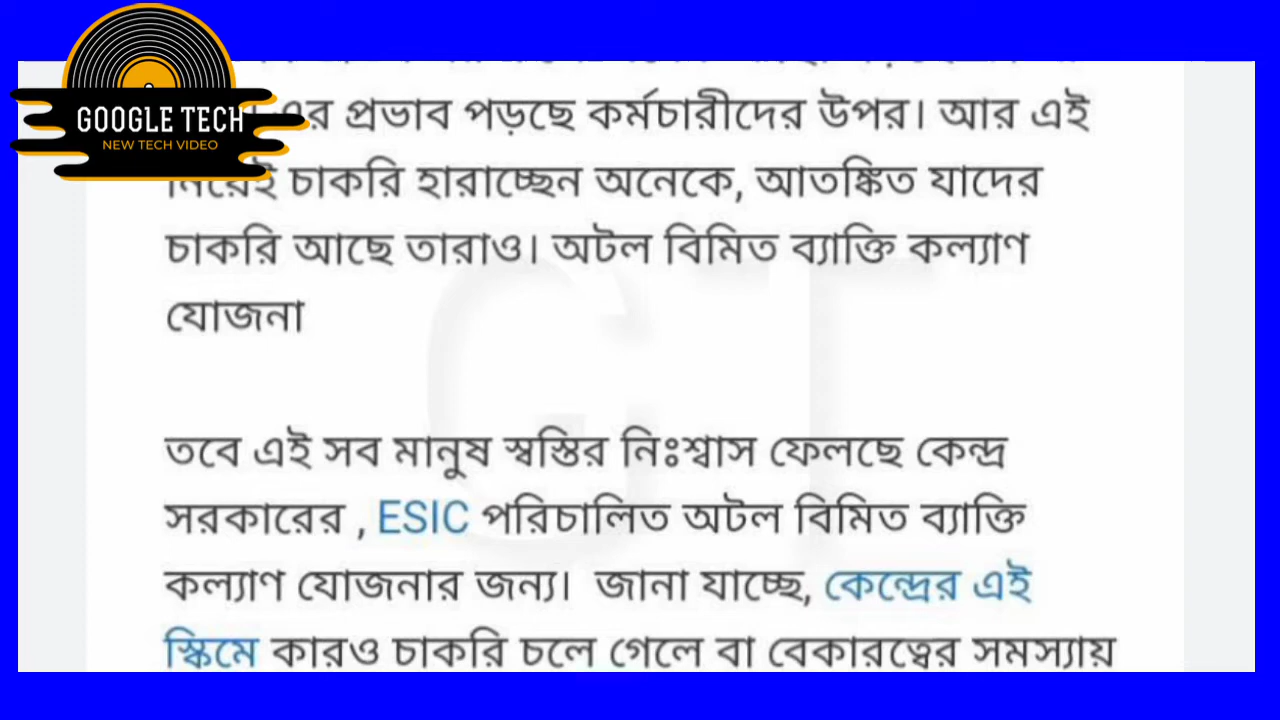 GOOGLE TECH
NEW TECH VIDEO
এর প্রভাব পড়ছে কর্মচারীদের উপর। আর এই
চাকরি হারাচ্ছেন অনেকে, আতঙ্কিত যাদের
চাকরি আছে তারাও। অটল বিমিত ব্যাক্তি কল্যাণ
যোজনা
তবে এই সব মানুষ স্বস্তির নিঃশ্বাস ফেলছে কেন্দ্র
সরকারের , ESIC পরিচালিত অটল বিমিত ব্যাক্তি
কল্যাণ যোজনার জন্য। জানা যাচ্ছে, কেন্দ্রের এই
স্কিমে কারও চাকরি চলে গেলে বা বেকারত্বের সমস্যায়